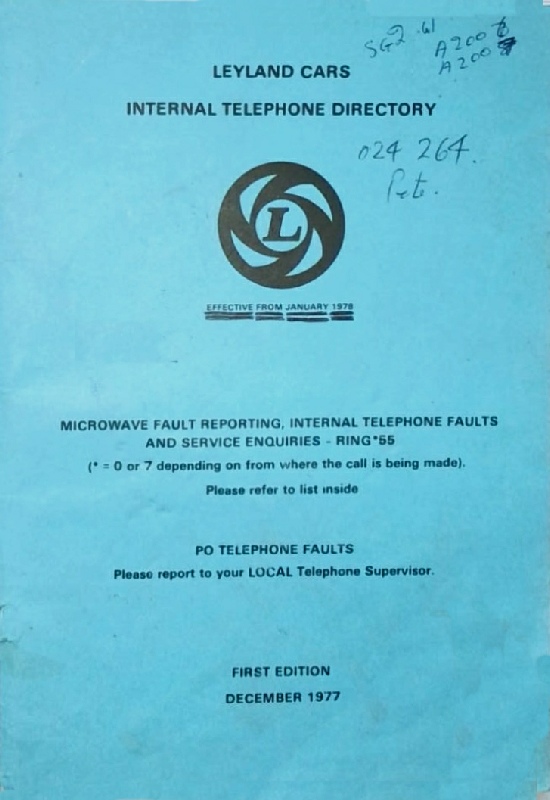 SG2 .61
A2006
A200
LEYLAND CARS
INTERNAL TELEPHONE DIRECTORY
024 264.
Pete.
L
EFFECTIVE FROM JANUARY 1978
MICROWAVE FAULT REPORTING, INTERNAL TELEPHONE FAULTS
AND SERVICE ENQUIRIES - RING*55
(* = 0 or 7 depending on from where the call is being made).
Please refer to list inside
PO TELEPHONE FAULTS
Please report to your LOCAL Telephone Supervisor.
FIRST EDITION
DECEMBER 1977